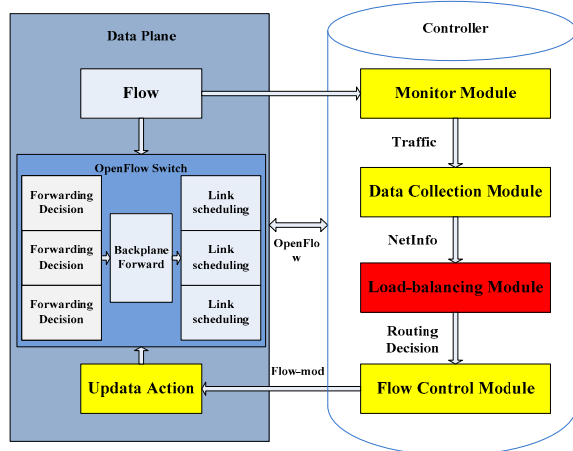 Data Plane
Controller
Flow
Monitor Module
Traffic
OpenFlow Switch
Forwarding
Decision
Link
scheduling
Data Collection Module
Forwarding
Decision
Backplane
Forward
Link
scheduling
OpenFlo
w
NetInfo
Forwarding
Decision
Link
scheduling
Load-balancing Module
Routing
Decision
Flow-mod
Updata Action
Flow Control Module